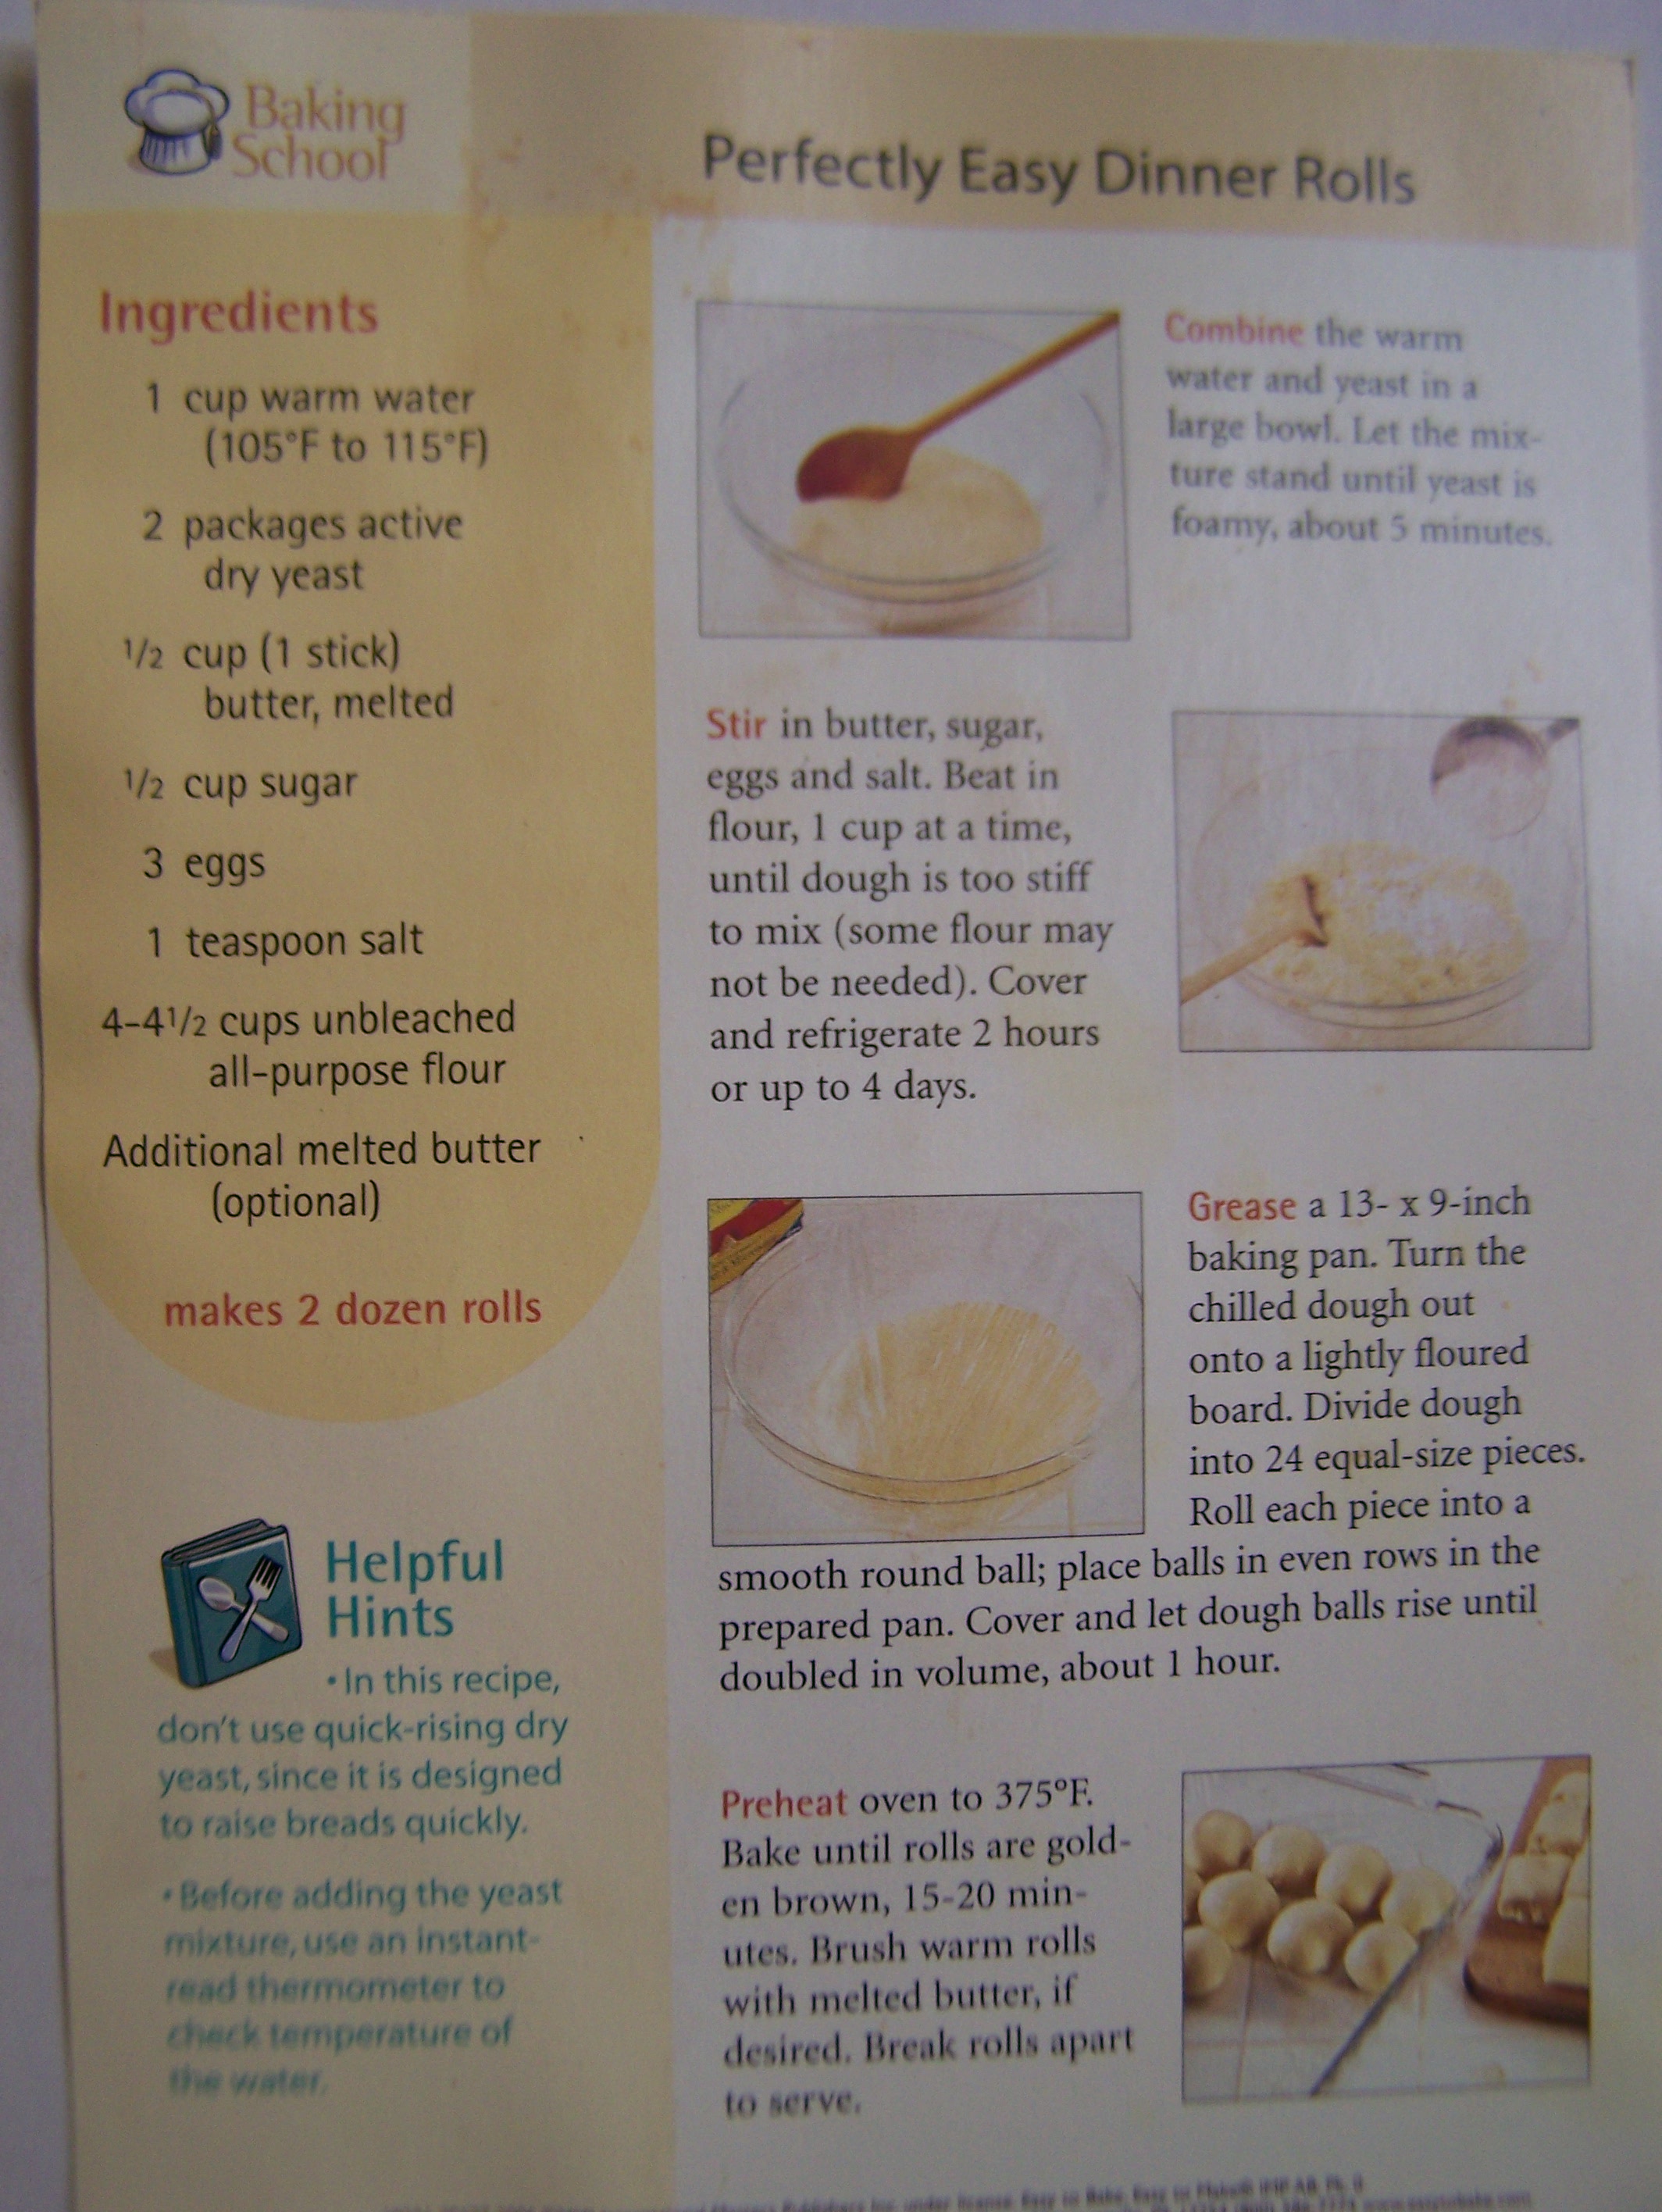 Baking
School
Perfectly Easy Dinner Rolls
Ingredients
1 cup warm water
(105°F to 115°F)
2 packages active
dry yeast
1/2 cup (1 stick)
butter, melted
1/2 cup sugar
3 eggs
1 teaspoon salt
4–4 1/2 cups unbleached
all-purpose flour
Additional melted butter
(optional)
makes 2 dozen rolls
Helpful
Hints
• In this recipe,
don't use quick-rising dry
yeast, since it is designed
to raise breads quickly.
• Before adding the yeast
mixture, use an instant-
read thermometer to
check temperature of
the water.
Combine the warm
water and yeast in a
large bowl. Let the mix-
ture stand until yeast is
foamy, about 5 minutes.
Stir in butter, sugar,
eggs and salt. Beat in
flour, 1 cup at a time,
until dough is too stiff
to mix (some flour may
not be needed). Cover
and refrigerate 2 hours
or up to 4 days.
Grease a 13- x 9-inch
baking pan. Turn the
chilled dough out
onto a lightly floured
board. Divide dough
into 24 equal-size pieces.
Roll each piece into a
smooth round ball; place balls in even rows in the
prepared pan. Cover and let dough balls rise until
doubled in volume, about 1 hour.
Preheat oven to 375°F.
Bake until rolls are gold-
en brown, 15-20 min-
utes. Brush warm rolls
with melted butter, if
desired. Break rolls apart
to serve.